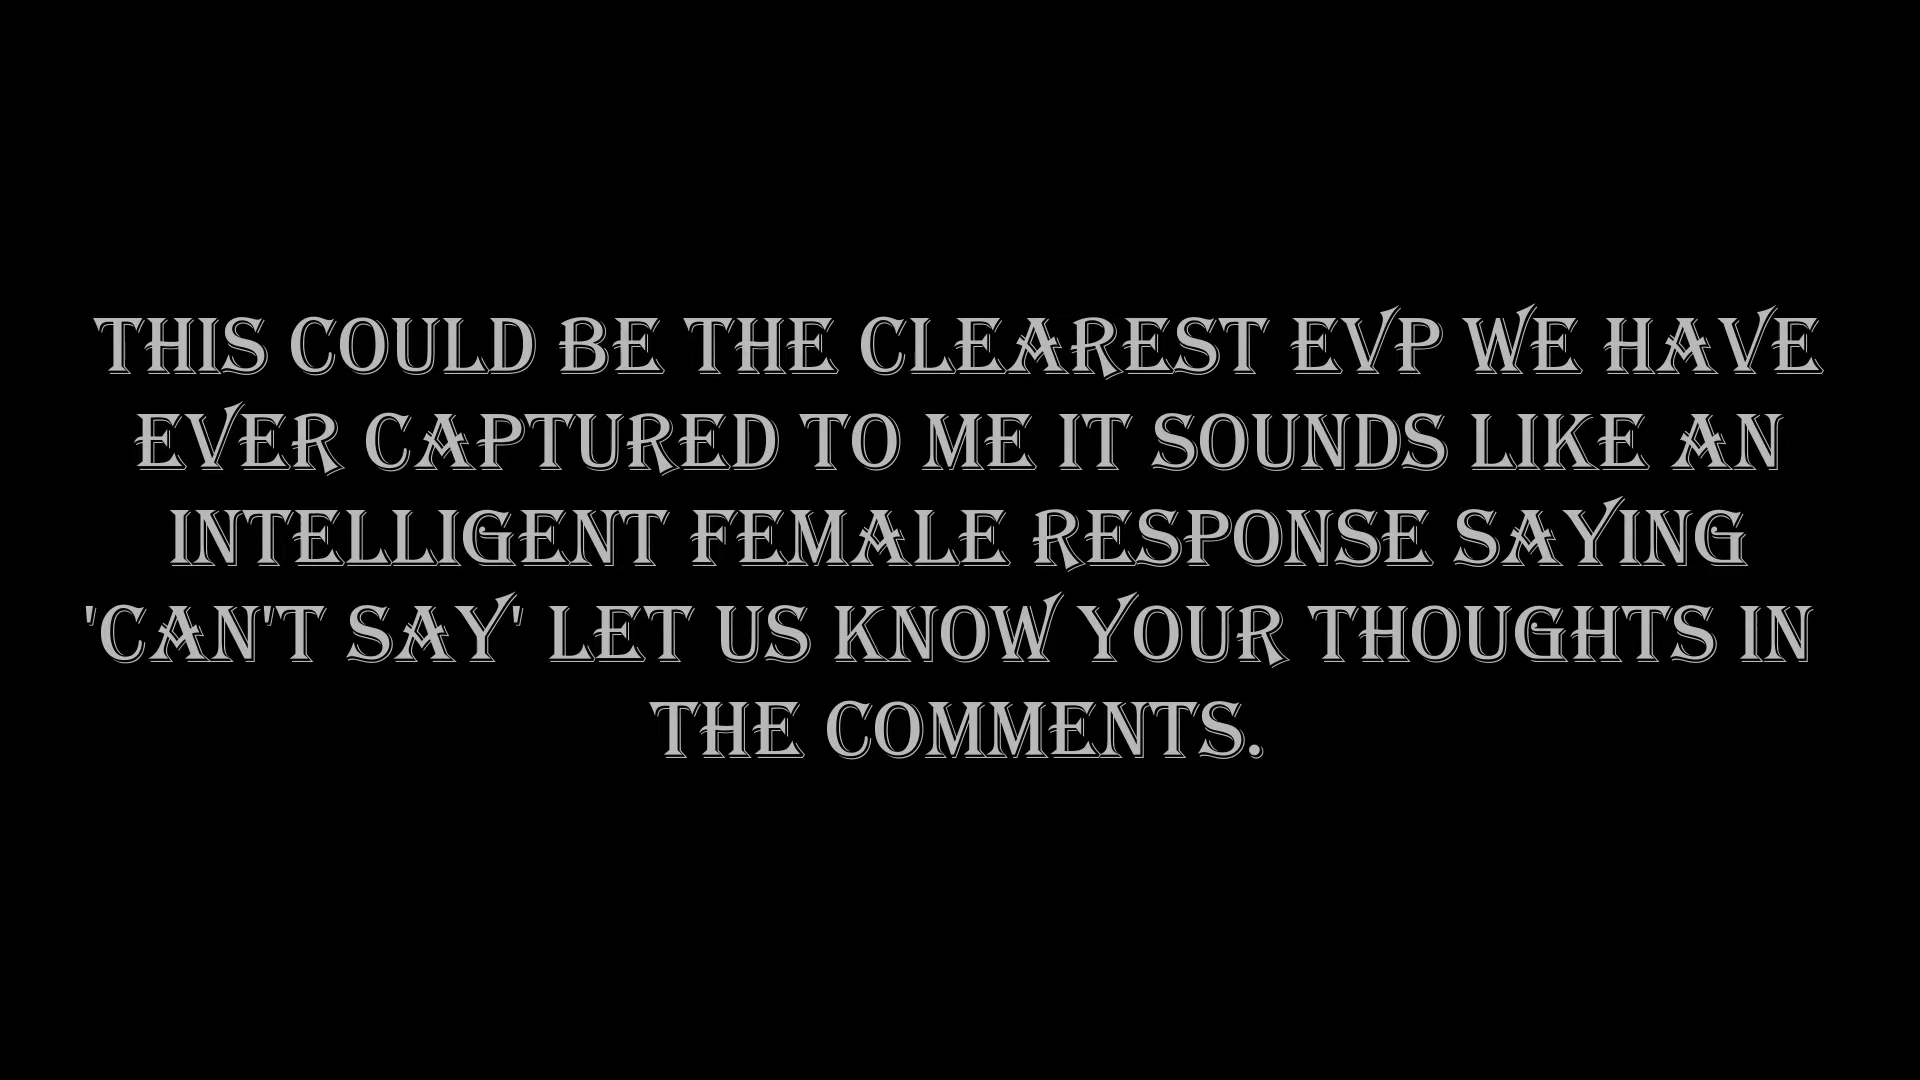 THIS COULD BE THE CLEAREST EVP WE HAVE
EVER CAPTURED TO ME IT SOUNDS LIKE AN
INTELLIGENT FEMALE RESPONSE SAYING
'CAN'T SAY' LET US KNOW YOUR THOUGHTS IN
THE COMMENTS.